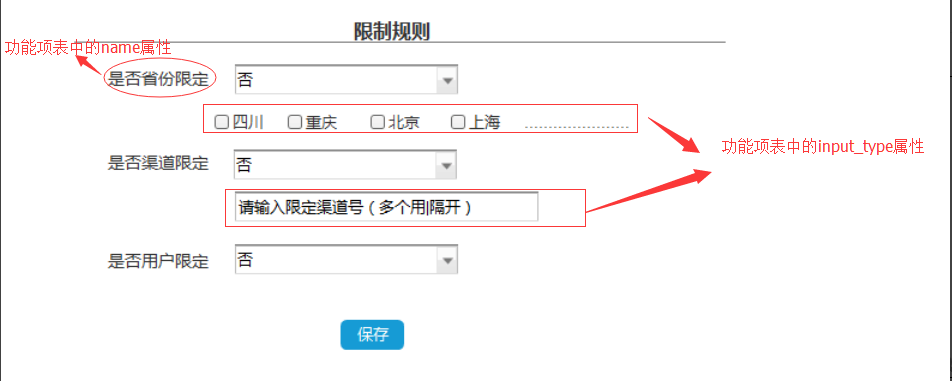 限制规则
功能项表中的name属性
是否省份限定 否
四川 重庆 北京 上海
功能项表中的input_type属性
是否渠道限定 否
请输入限定渠道号（多个用|隔开）
是否用户限定 否
保存